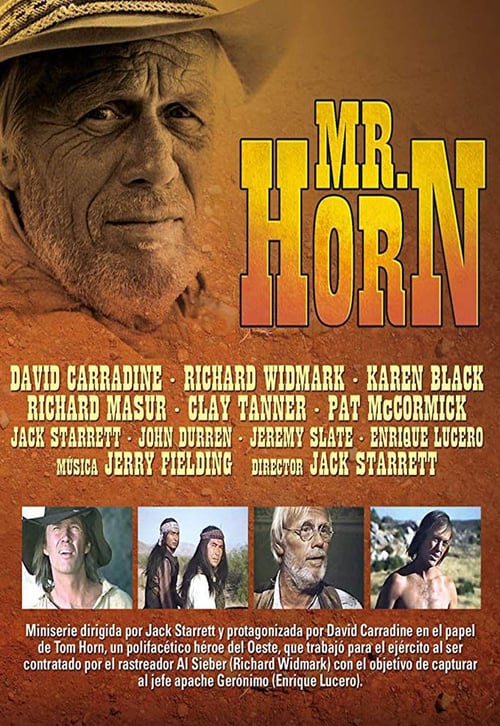 MR.
HORN
DAVID CARRADINE · RICHARD WIDMARK · KAREN BLACK
RICHARD MASUR · CLAY TANNER · PAT McCORMICK
JACK STARRETT · JOHN DURREN · JEREMY SLATE · ENRIQUE LUCERO
MÚSICA JERRY FIELDING DIRECTOR JACK STARRETT
Miniserie dirigida por Jack Starrett y protagonizada por David Carradine en el papel
de Tom Horn, un polifacético héroe del Oeste, que trabajó para el ejército al ser
contratado por el rastreador Al Sieber (Richard Widmark) con el objetivo de capturar
al jefe apache Gerónimo (Enrique Lucero).